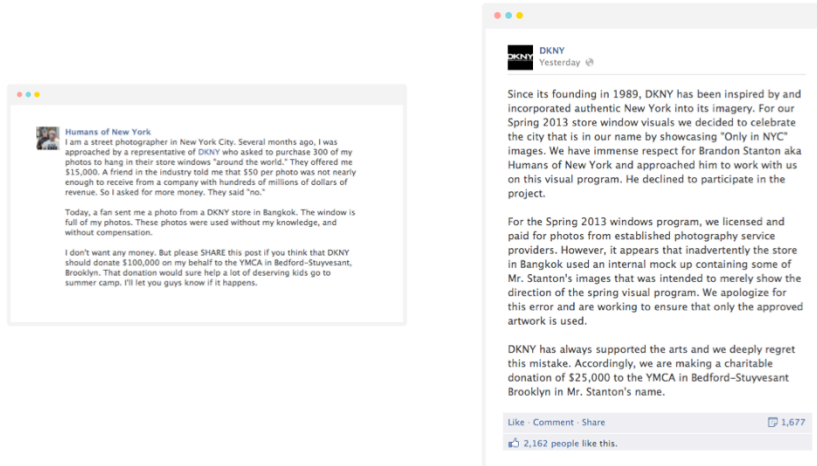 Humans of New York
I am a street photographer in New York City. Several months ago, I was
approached by a representative of DKNY who asked to purchase 300 of my
photos to hang in their store windows "around the world." They offered me
$15,000. A friend in the industry told me that $50 per photo was not nearly
enough to receive from a company with hundreds of millions of dollars of
revenue. So I asked for more money. They said "no."
Today, a fan sent me a photo from a DKNY store in Bangkok. The window is
full of my photos. These photos were used without my knowledge, and
without compensation.
I don't want any money. But please SHARE this post if you think that DKNY
should donate $100,000 on my behalf to the YMCA in Bedford-Stuyvesant,
Brooklyn. That donation would sure help a lot of deserving kids go to
summer camp. I'll let you guys know if it happens.
DKNY
DKNY
Yesterday
Since its founding in 1989, DKNY has been inspired by and
incorporated authentic New York into its imagery. For our
Spring 2013 store window visuals we decided to celebrate
the city that is in our name by showcasing "Only in NYC"
images. We have immense respect for Brandon Stanton aka
Humans of New York and approached him to work with us
on this visual program. He declined to participate in the
project.
For the Spring 2013 windows program, we licensed and
paid for photos from established photography service
providers. However, it appears that inadvertently the store
in Bangkok used an internal mock up containing some of
Mr. Stanton's images that was intended to merely show the
direction of the spring visual program. We apologize for
this error and are working to ensure that only the approved
artwork is used.
DKNY has always supported the arts and we deeply regret
this mistake. Accordingly, we are making a charitable
donation of $25,000 to the YMCA in Bedford-Stuyvesant
Brooklyn in Mr. Stanton's name.
Like · Comment · Share 1,677
2,162 people like this.